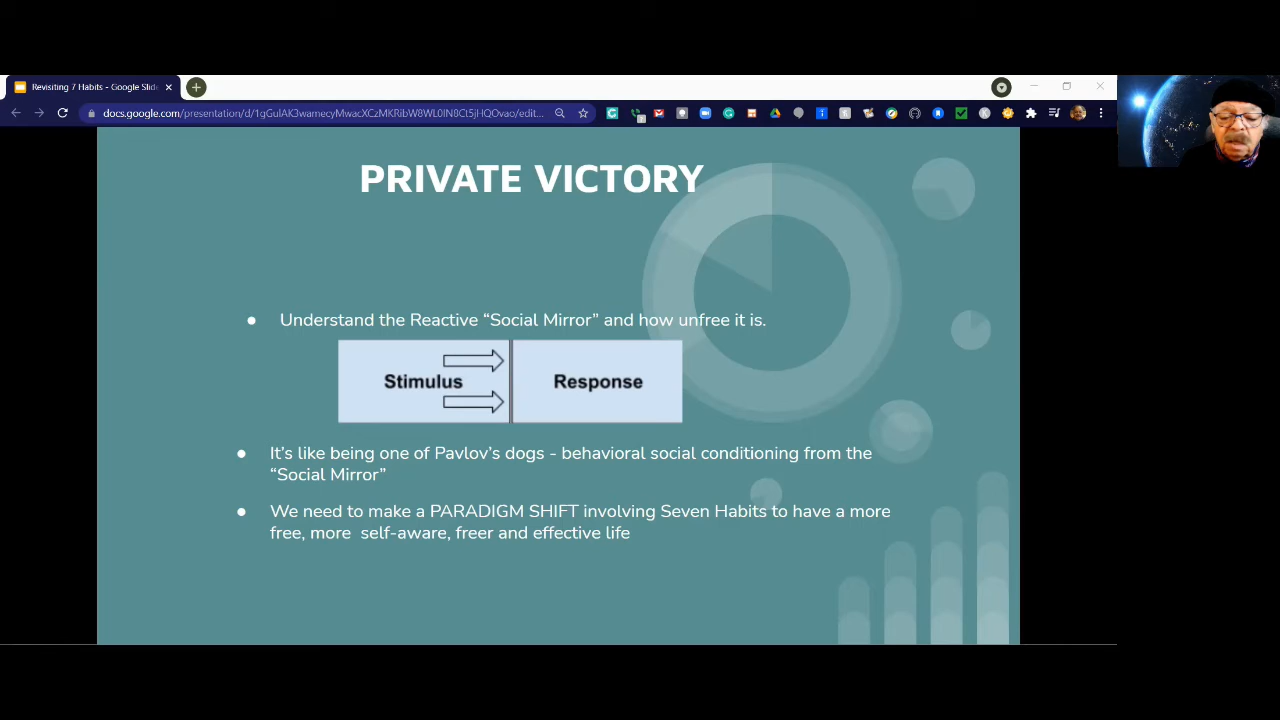 Revisiting 7 Habits - Google Slide
docs.google.com/presentation/d/1gGulAK3wamecyMwacXCzMKRibW8WL0IN8Ct5jHQOvao/edit...
PRIVATE VICTORY
● Understand the Reactive “Social Mirror” and how unfree it is.
Stimulus
Response
● It’s like being one of Pavlov’s dogs - behavioral social conditioning from the
“Social Mirror”
● We need to make a PARADIGM SHIFT involving Seven Habits to have a more
free, more  self-aware, freer and effective life